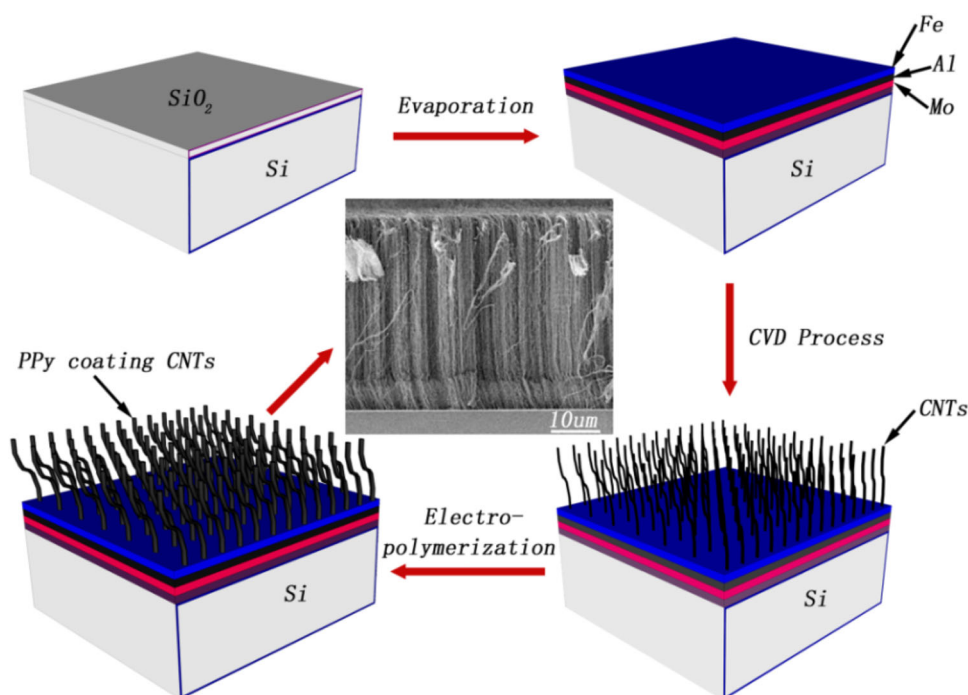 SiO2
Si
Evaporation
Fe
Al
Mo
Si
CVD Process
10um
PPy coating CNTs
CNTs
Electro-
polymerization
Si
Si